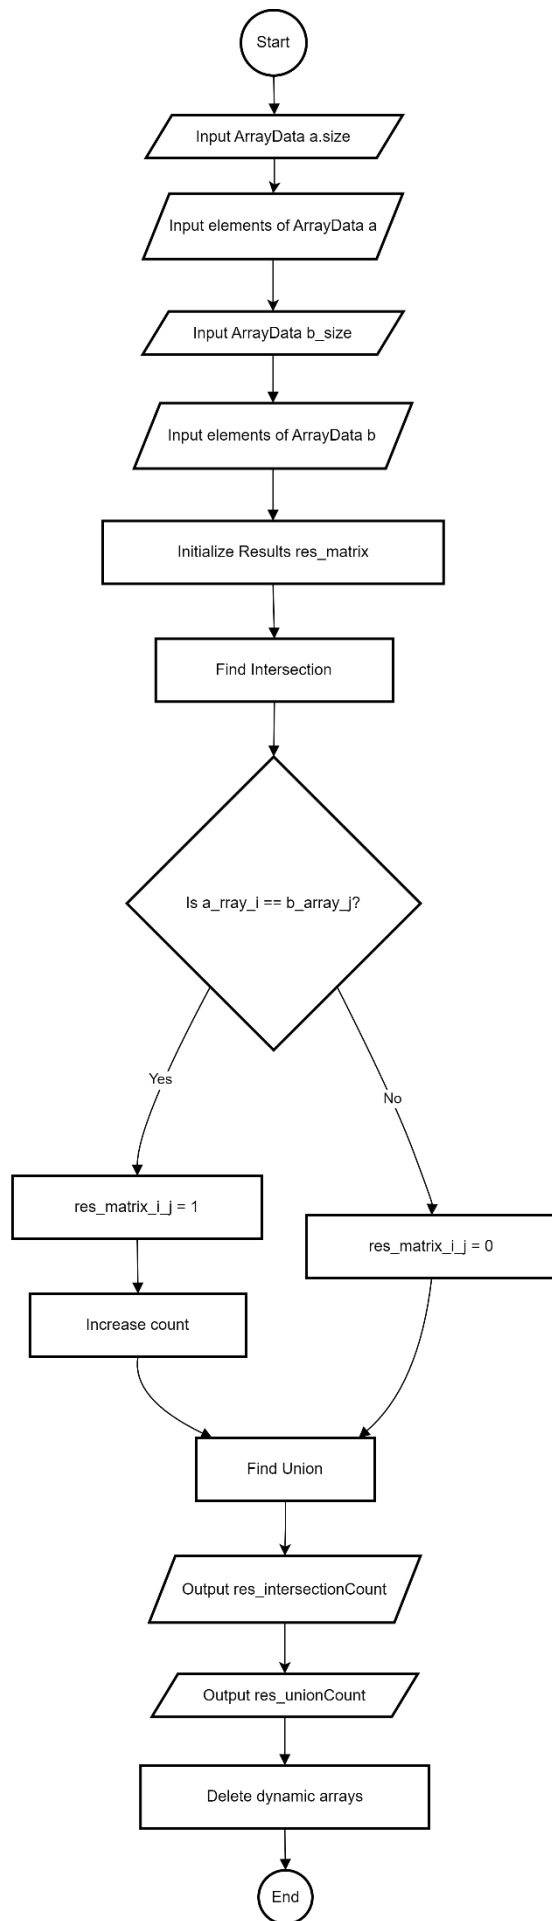 Start
Input ArrayData a.size
Input elements of ArrayData a
Input ArrayData b_size
Input elements of ArrayData b
Initialize Results res_matrix
Find Intersection
Is a_rray_i == b_array_j?
Yes
No
res_matrix_i_j = 1
res_matrix_i_j = 0
Increase count
Find Union
Output res_intersectionCount
Output res_unionCount
Delete dynamic arrays
End